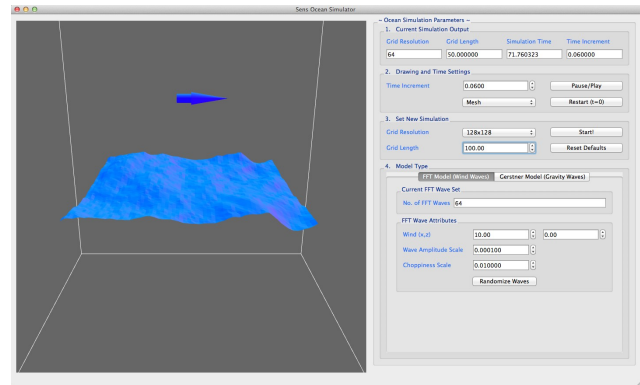 Sens Ocean Simulator
– Ocean Simulation Parameters –
1. Current Simulation Output
Grid Resolution Grid Length Simulation Time Time Increment
64 50.000000 71.760323 0.060000
2. Drawing and Time Settings
Time Increment 0.0600 Pause/Play
Mesh Restart (t=0)
3. Set New Simulation
Grid Resolution 128x128 Start!
Grid Length 100.00 Reset Defaults
4. Model Type
FFT Model (Wind Waves) Gerstner Model (Gravity Waves)
Current FFT Wave Set
No. of FFT Waves 64
FFT Wave Attributes
Wind (x,z) 10.00 0.00
Wave Amplitude Scale 0.000100
Choppiness Scale 0.010000
Randomize Waves